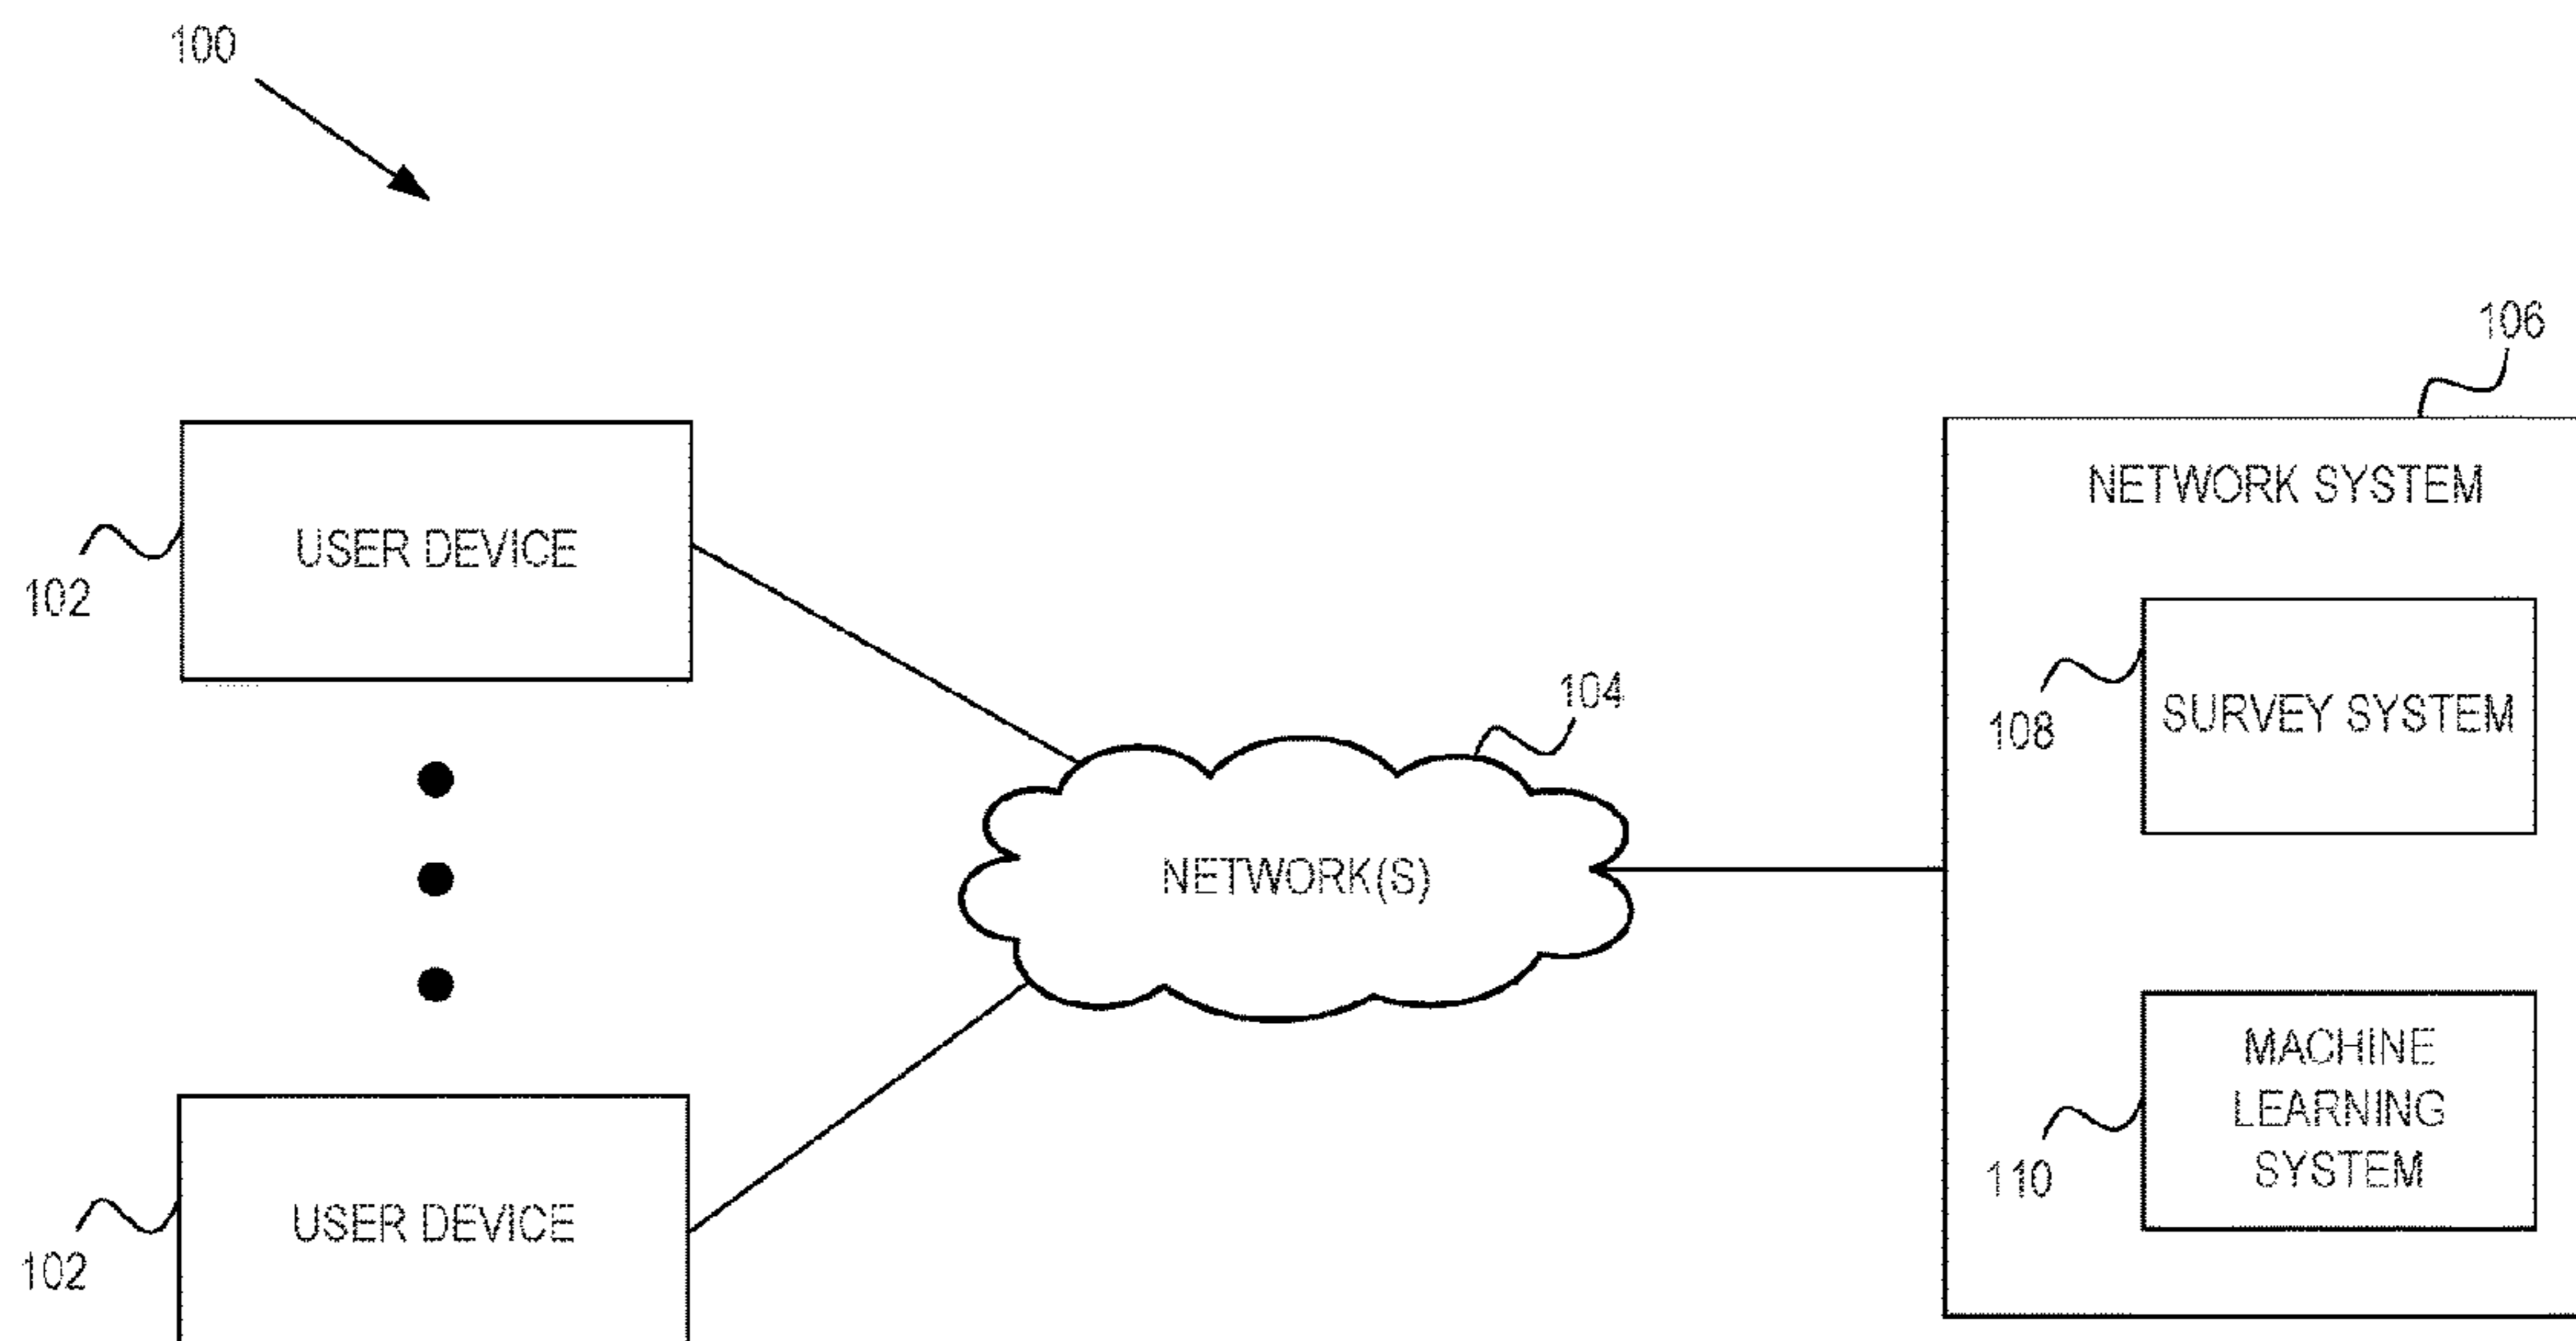 100
106
NETWORK SYSTEM
USER DEVICE
102
SURVEY SYSTEM
108
104
NETWORK(S)
MACHINE
LEARNING
SYSTEM
110
USER DEVICE
102